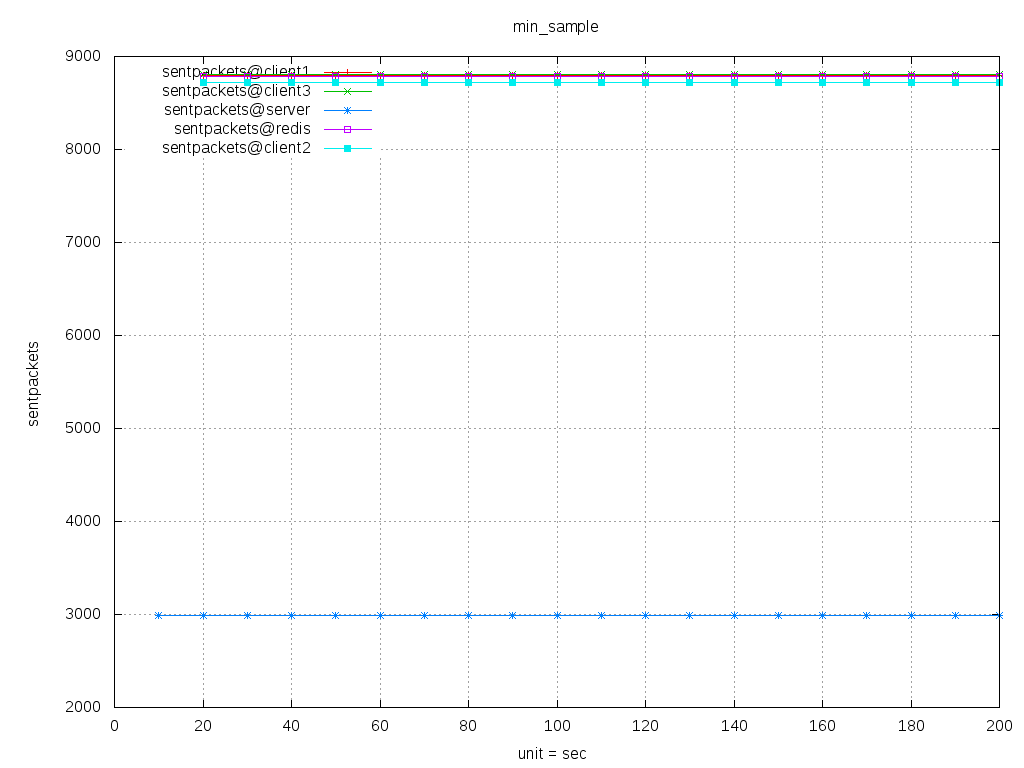 min_sample
9000
sentpackets@client1
sentpackets@client3
sentpackets@server
sentpackets@redis
sentpackets@client2
8000
7000
6000
5000
4000
3000
2000
sentpackets
0 20 40 60 80 100 120 140 160 180 200
unit = sec